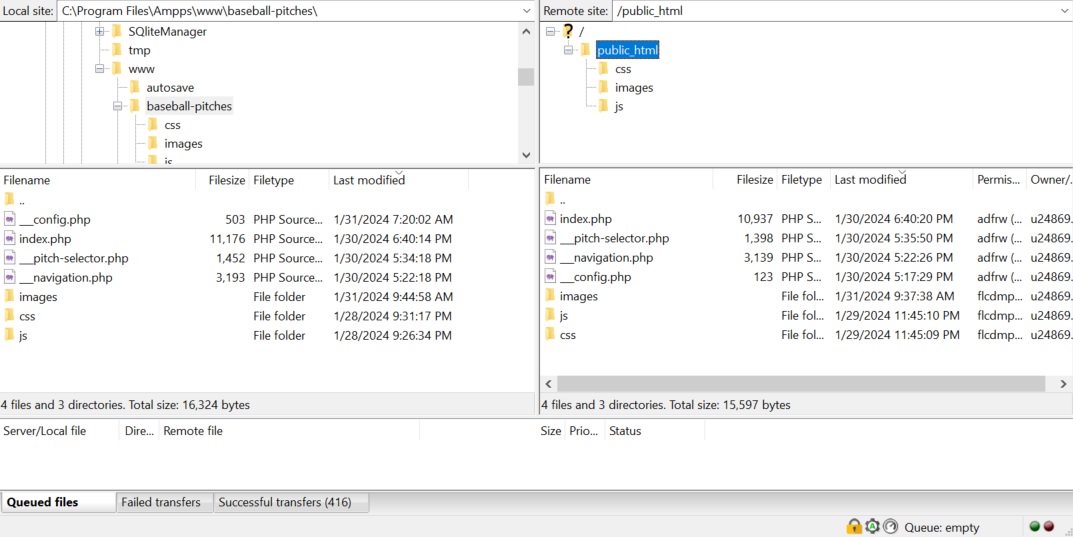 Local site: C:\Program Files\Ampps\www\baseball-pitches\
SQliteManager
tmp
www
autosave
baseball-pitches
css
images
js
Remote site: /public_html
/
public_html
css
images
js
Filename Filesize Filetype Last modified
..
__config.php 503 PHP Source... 1/31/2024 7:20:02 AM
index.php 11,176 PHP Source... 1/30/2024 6:40:14 PM
__pitch-selector.php 1,452 PHP Source... 1/30/2024 5:34:18 PM
__navigation.php 3,193 PHP Source... 1/30/2024 5:22:18 PM
images File folder 1/31/2024 9:44:58 AM
css File folder 1/28/2024 9:31:17 PM
js File folder 1/28/2024 9:26:34 PM
4 files and 3 directories. Total size: 16,324 bytes
Filename Filesize Filetype Last modified Permis... Owner/.
..
index.php 10,937 PHP S... 1/30/2024 6:40:20 PM adfrw (... u24869.
__pitch-selector.php 1,398 PHP S... 1/30/2024 5:35:50 PM adfrw (... u24869.
__navigation.php 3,139 PHP S... 1/30/2024 5:22:26 PM adfrw (... u24869.
__config.php 123 PHP S... 1/30/2024 5:17:29 PM adfrw (... u24869.
images File fol... 1/31/2024 9:37:38 AM flcdmp... u24869.
js File fol... 1/29/2024 11:45:10 PM flcdmp... u24869.
css File fol... 1/29/2024 11:45:09 PM flcdmp... u24869.
4 files and 3 directories. Total size: 15,597 bytes
Server/Local file Dire... Remote file Size Prio... Status
Queued files Failed transfers Successful transfers (416)
Queue: empty